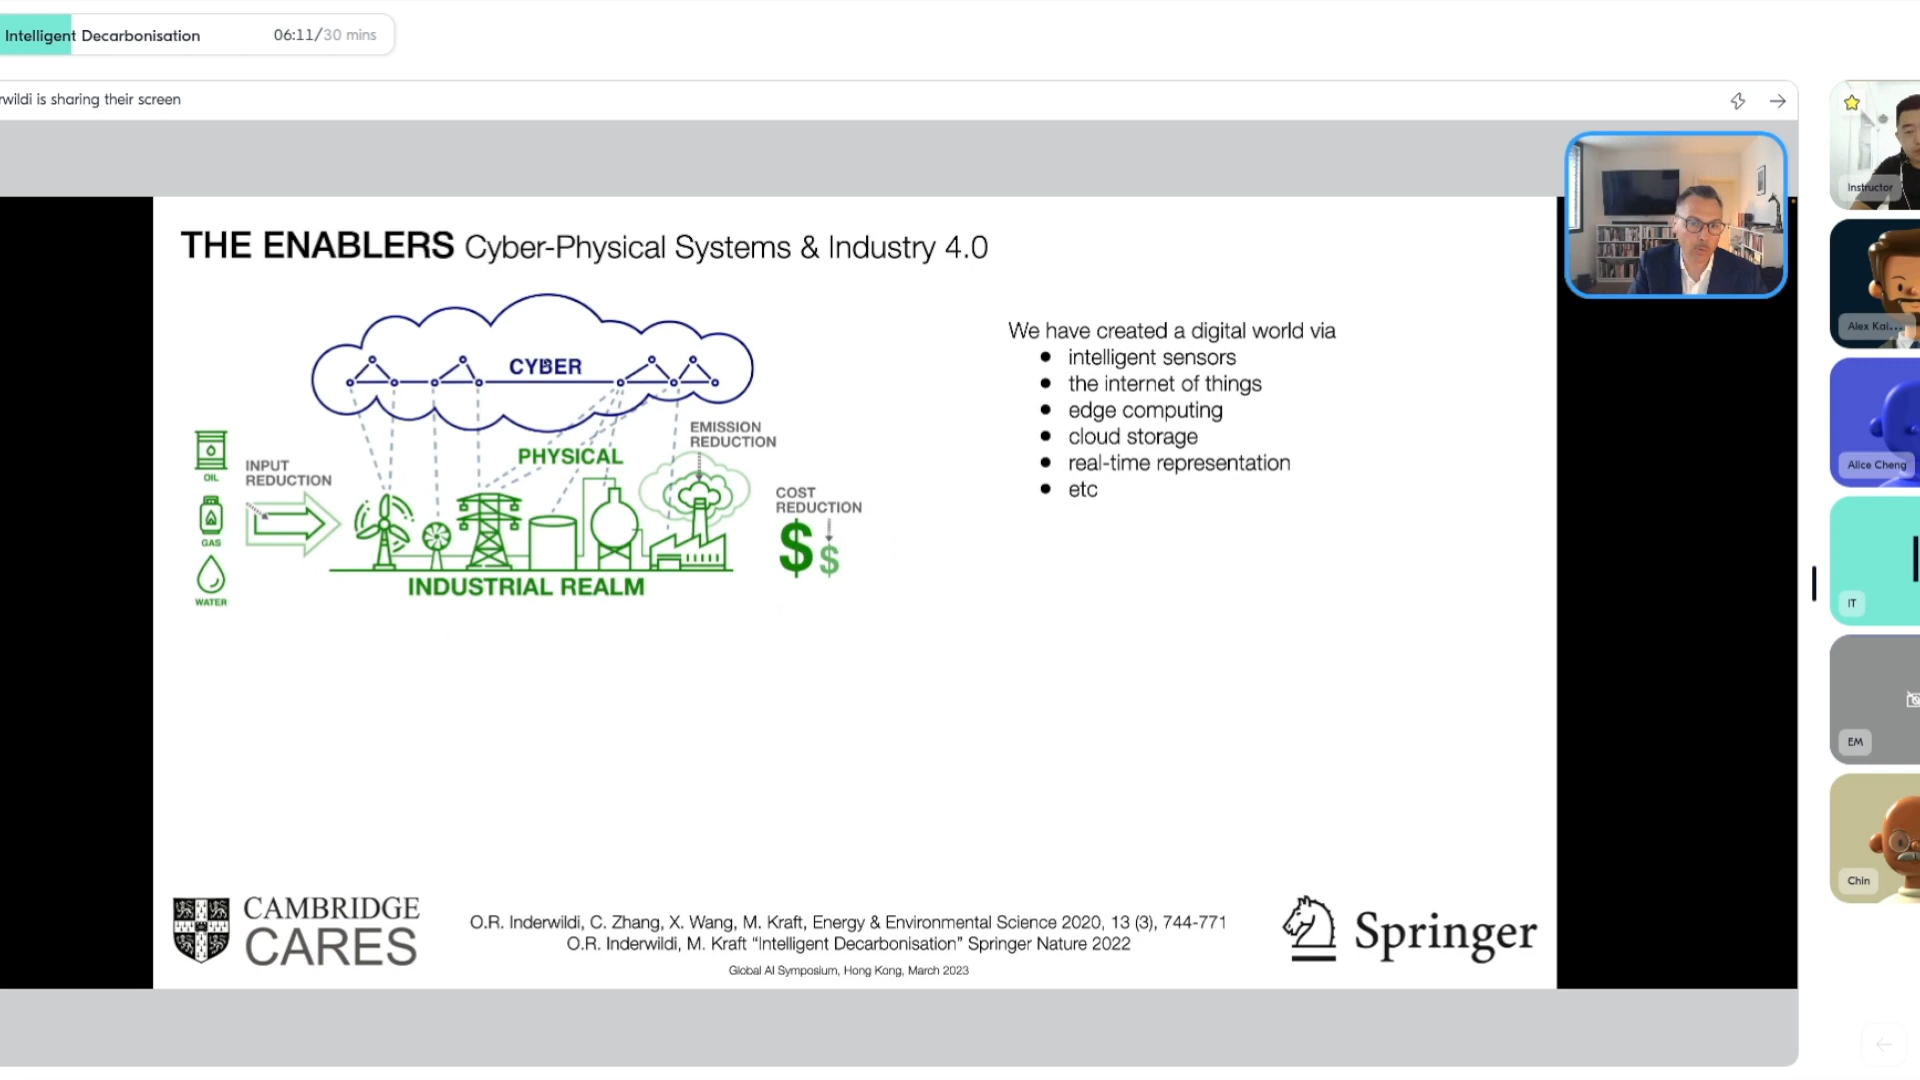 Intelligent Decarbonisation
06:11/30 mins
rwildi is sharing their screen
THE ENABLERS Cyber-Physical Systems & Industry 4.0
CYBER
PHYSICAL
EMISSION
REDUCTION
OIL
INPUT
REDUCTION
GAS
COST
REDUCTION
$ $
WATER
INDUSTRIAL REALM
We have created a digital world via
● intelligent sensors
● the internet of things
● edge computing
● cloud storage
● real-time representation
● etc
CAMBRIDGE
CARES
O.R. Inderwildi, C. Zhang, X. Wang, M. Kraft, Energy & Environmental Science 2020, 13 (3), 744-771
O.R. Inderwildi, M. Kraft “Intelligent Decarbonisation” Springer Nature 2022
Global AI Symposium, Hong Kong, March 2023
Springer
Instructor
Alex Kai...
Alice Cheng
IT
EM
Chin